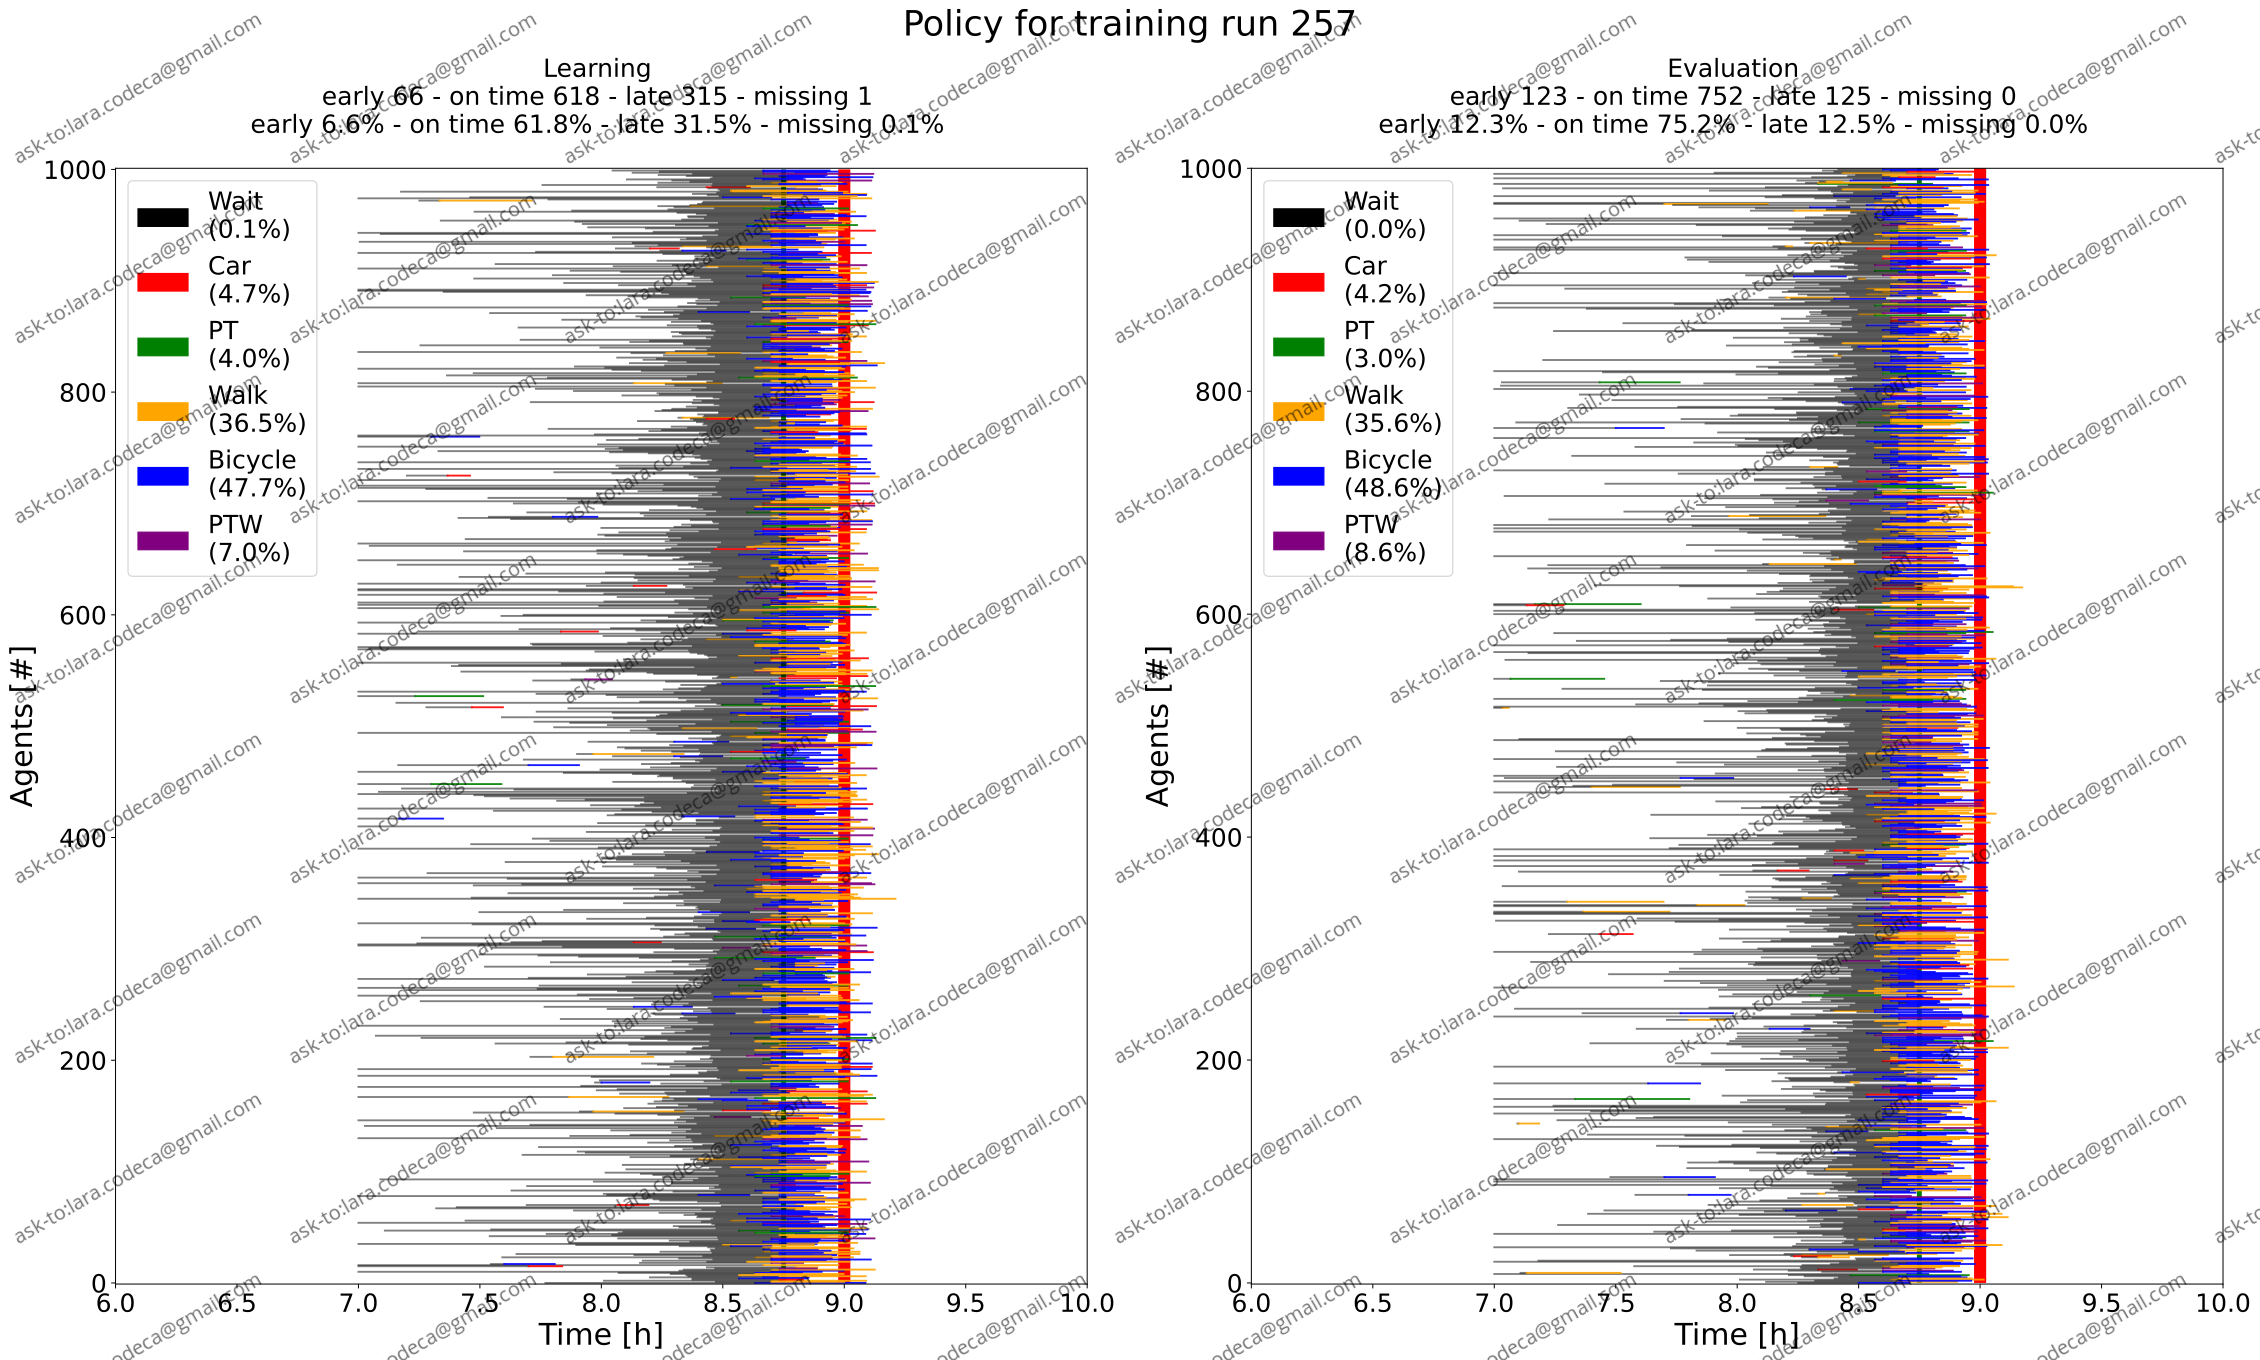 Policy for training run 257
Learning
early 66 - on time 618 - late 315 - missing 1
early 6.6% - on time 61.8% - late 31.5% - missing 0.1%
1000
800
600
400
200
0
Agents [#]
Wait
(0.1%)
Car
(4.7%)
PT
(4.0%)
Walk
(36.5%)
Bicycle
(47.7%)
PTW
(7.0%)
6.0 6.5 7.0 7.5 8.0 8.5 9.0 9.5 10.0
Time [h]
Evaluation
early 123 - on time 752 - late 125 - missing 0
early 12.3% - on time 75.2% - late 12.5% - missing 0.0%
1000
800
600
400
200
0
Agents [#]
Wait
(0.0%)
Car
(4.2%)
PT
(3.0%)
Walk
(35.6%)
Bicycle
(48.6%)
PTW
(8.6%)
6.0 6.5 7.0 7.5 8.0 8.5 9.0 9.5 10.0
Time [h]
ask-to:lara.codeca@gmail.com